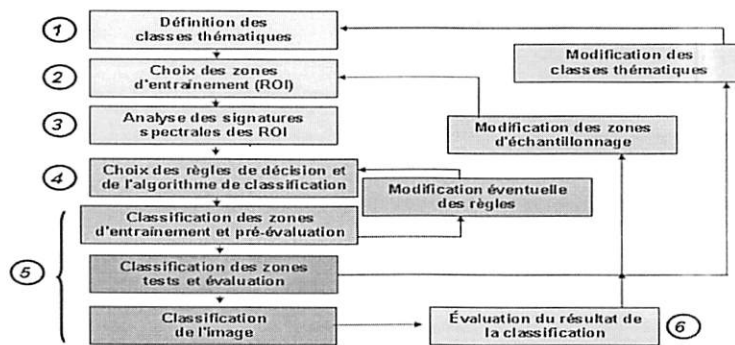 1
Définition des
classes thématiques
Modification des
classes thématiques
2
Choix des zones
d'entraînement (ROI)
3
Analyse des signatures
spectrales des ROI
Modification des zones
d'échantillonnage
4
Choix des règles de décision et
de l'algorithme de classification
Modification éventuelle
des règles
5
Classification des zones
d'entraînement et pré-évaluation
Classification des zones
tests et évaluation
Classification
de l'image
Évaluation du résultat de
la classification
6